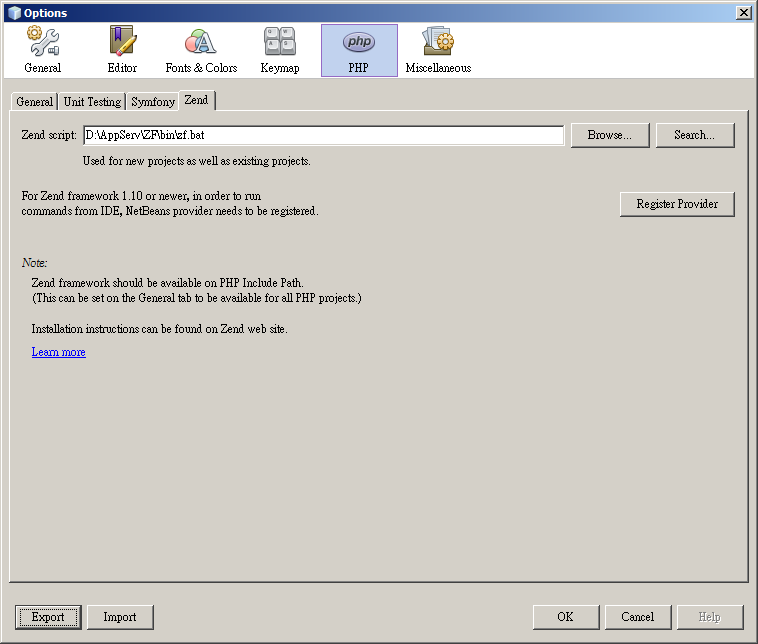 Options
General
Editor
Fonts & Colors
Keymap
php
PHP
Miscellaneous
General
Unit Testing
Symfony
Zend
Zend script:
D:\AppServ\ZF\bin\zf.bat
Browse...
Search...
Used for new projects as well as existing projects.
For Zend framework 1.10 or newer, in order to run
commands from IDE, NetBeans provider needs to be registered.
Register Provider
Note:
Zend framework should be available on PHP Include Path.
(This can be set on the General tab to be available for all PHP projects.)
Installation instructions can be found on Zend web site.
Learn more
Export
Import
OK
Cancel
Help